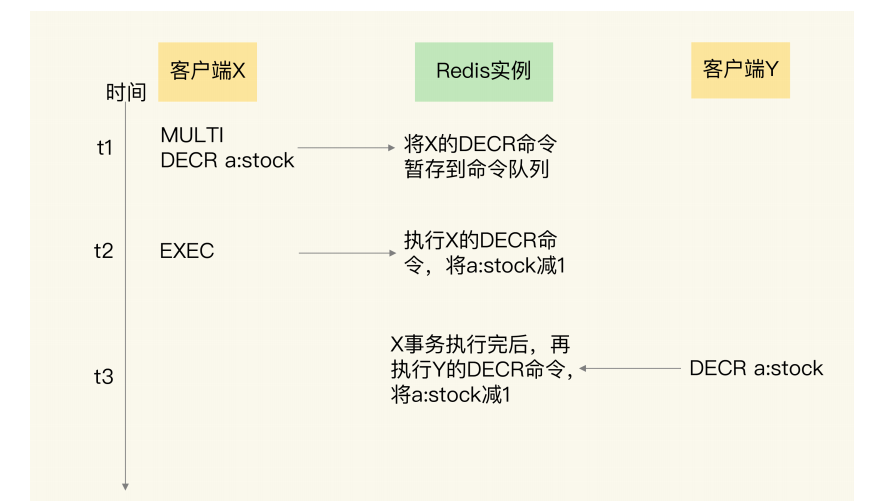 客户端X
Redis实例
客户端Y
时间
t1
MULTI
DECR a:stock
将X的DECR命令
暂存到命令队列
t2
EXEC
执行X的DECR命
令，将a:stock减1
t3
X事务执行完后，再
执行Y的DECR命令，
将a:stock减1
DECR a:stock